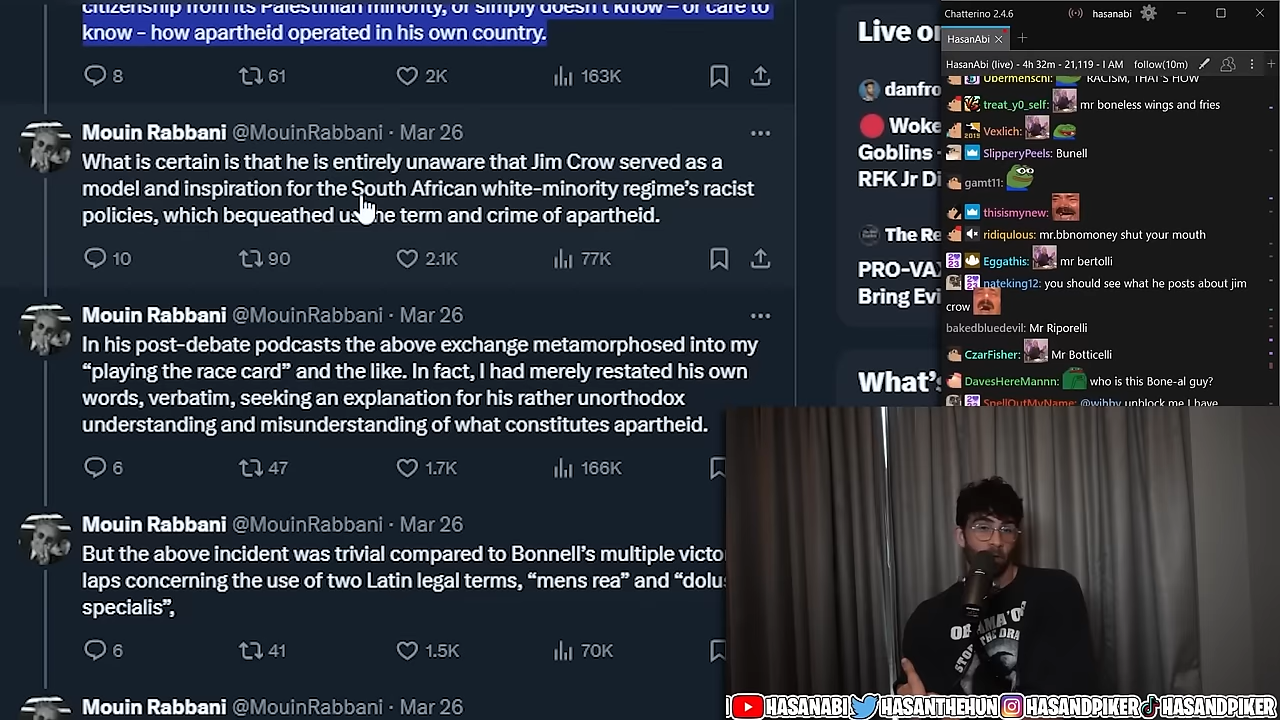 citizenship from its Palestinian minority, or simply doesn't know – or care to
know - how apartheid operated in his own country.
8 61 2K 163K
Mouin Rabbani @MouinRabbani · Mar 26
What is certain is that he is entirely unaware that Jim Crow served as a
model and inspiration for the South African white-minority regime's racist
policies, which bequeathed us the term and crime of apartheid.
10 90 2.1K 77K
Mouin Rabbani @MouinRabbani · Mar 26
In his post-debate podcasts the above exchange metamorphosed into my
“playing the race card” and the like. In fact, I had merely restated his own
words, verbatim, seeking an explanation for his rather unorthodox
understanding and misunderstanding of what constitutes apartheid.
6 47 1.7K 166K
Mouin Rabbani @MouinRabbani · Mar 26
But the above incident was trivial compared to Bonnell's multiple victo
laps concerning the use of two Latin legal terms, “mens rea” and “dolus
specialis”,
6 41 1.5K 70K
Mouin Rabbani @MouinRabbani · Mar 26
Live o
danfro
Woke
Goblins -
RFK Jr Di
The Re
PRO-VAX
Bring Evi
What's
Chatterino 2.4.6
hasanabi
HasanAbi
HasanAbi (live) - 4h 32m - 21,119 - I AM follow(10m)
Ubermenschl: RACISM, THAT'S HOW
treat_y0_self: mr boneless wings and fries
Vexlich:
SlipperyPeels: Bunell
gamt11:
thisismynew:
ridiqulous: mr.bbnomoney shut your mouth
Eggathis: mr bertolli
nateking12: you should see what he posts about jim
crow
bakedbluedevil: Mr Riporelli
CzarFisher: Mr Botticelli
DavesHereMannn: who is this Bone-al guy?
SpellOutMyName: @wihby unblock me I have
HASANABI HASANTHEHUN HASANDPIKER HASANDPIKER